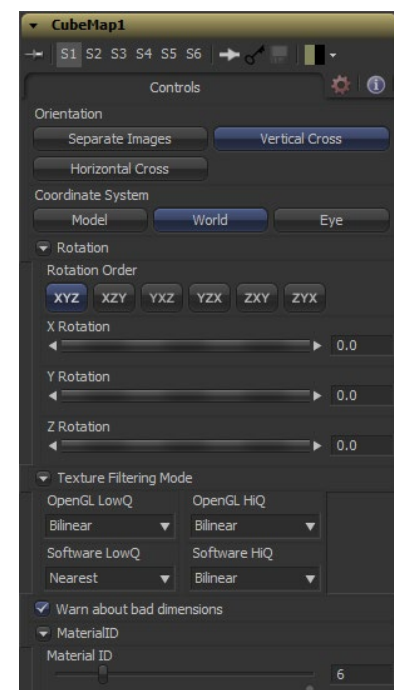 CubeMap1
S1 S2 S3 S4 S5 S6
Controls
Orientation
Separate Images Vertical Cross
Horizontal Cross
Coordinate System
Model World Eye
Rotation
Rotation Order
XYZ XZY YXZ YZX ZXY ZYX
X Rotation
0.0
Y Rotation
0.0
Z Rotation
0.0
Texture Filtering Mode
OpenGL LowQ OpenGL HiQ
Bilinear Bilinear
Software LowQ Software HiQ
Nearest Bilinear
Warn about bad dimensions
MaterialID
Material ID
6